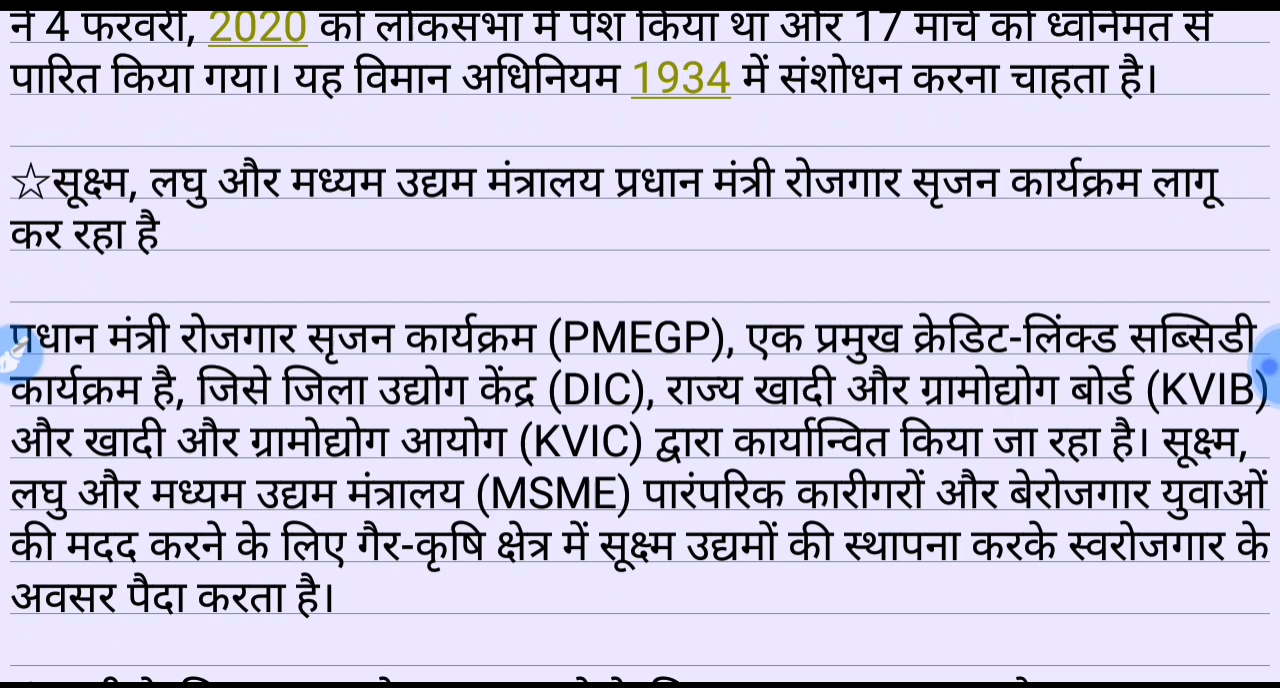 ने 4 फरवरी, 2020 को लोकसभा में पेश किया था और 17 मार्च को ध्वनिमत से
पारित किया गया। यह विमान अधिनियम 1934 में संशोधन करना चाहता है।
☆सूक्ष्म, लघु और मध्यम उद्यम मंत्रालय प्रधान मंत्री रोजगार सृजन कार्यक्रम लागू
कर रहा है
प्रधान मंत्री रोजगार सृजन कार्यक्रम (PMEGP), एक प्रमुख क्रेडिट-लिंक्ड सब्सिडी
कार्यक्रम है, जिसे जिला उद्योग केंद्र (DIC), राज्य खादी और ग्रामोद्योग बोर्ड (KVIB)
और खादी और ग्रामोद्योग आयोग (KVIC) द्वारा कार्यान्वित किया जा रहा है। सूक्ष्म,
लघु और मध्यम उद्यम मंत्रालय (MSME) पारंपरिक कारीगरों और बेरोजगार युवाओं
की मदद करने के लिए गैर-कृषि क्षेत्र में सूक्ष्म उद्यमों की स्थापना करके स्वरोजगार के
अवसर पैदा करता है।